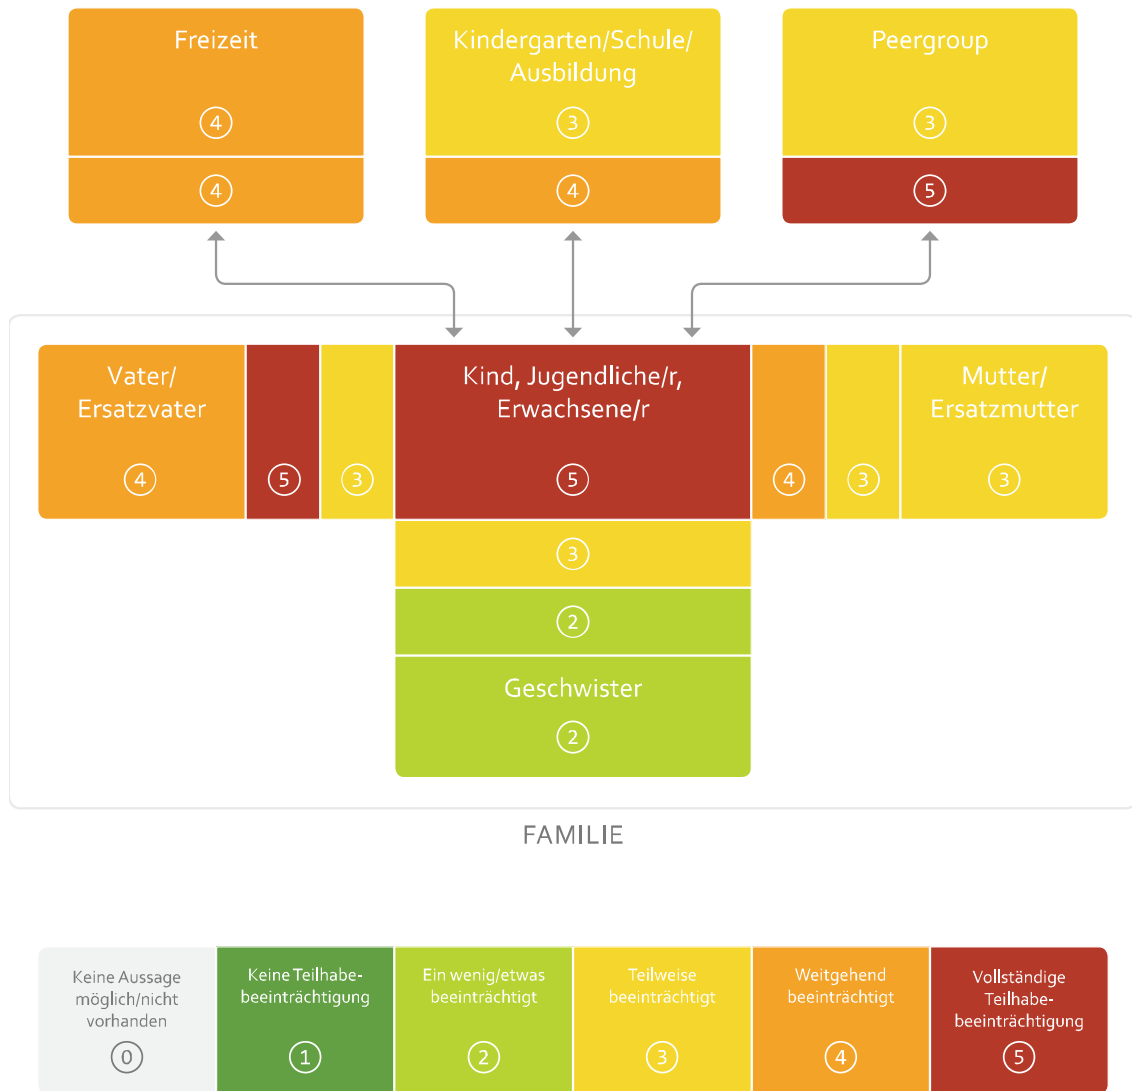 Freizeit
④
④
Kindergarten/Schule/
Ausbildung
③
④
Peergroup
③
⑤
Vater/
Ersatzvater
④
⑤
③
Kind, Jugendliche/r,
Erwachsene/r
⑤
④
③
Mutter/
Ersatzmutter
③
③
②
Geschwister
②
FAMILIE
Keine Aussage
möglich/nicht
vorhanden
⓪
Keine Teilhabe-
beeinträchtigung
①
Ein wenig/etwas
beeinträchtigt
②
Teilweise
beeinträchtigt
③
Weitgehend
beeinträchtigt
④
Vollständige
Teilhabe-
beeinträchtigung
⑤